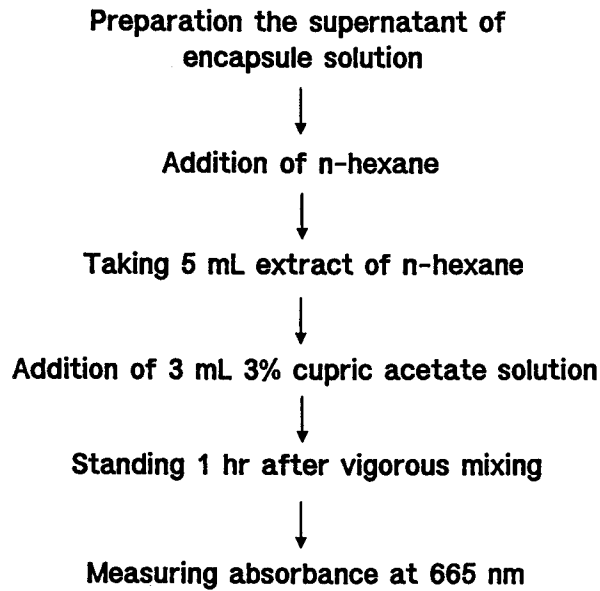 Preparation the supernatant of
encapsule solution
Addition of n-hexane
Taking 5 mL extract of n-hexane
Addition of 3 mL 3% cupric acetate solution
Standing 1 hr after vigorous mixing
Measuring absorbance at 665 nm